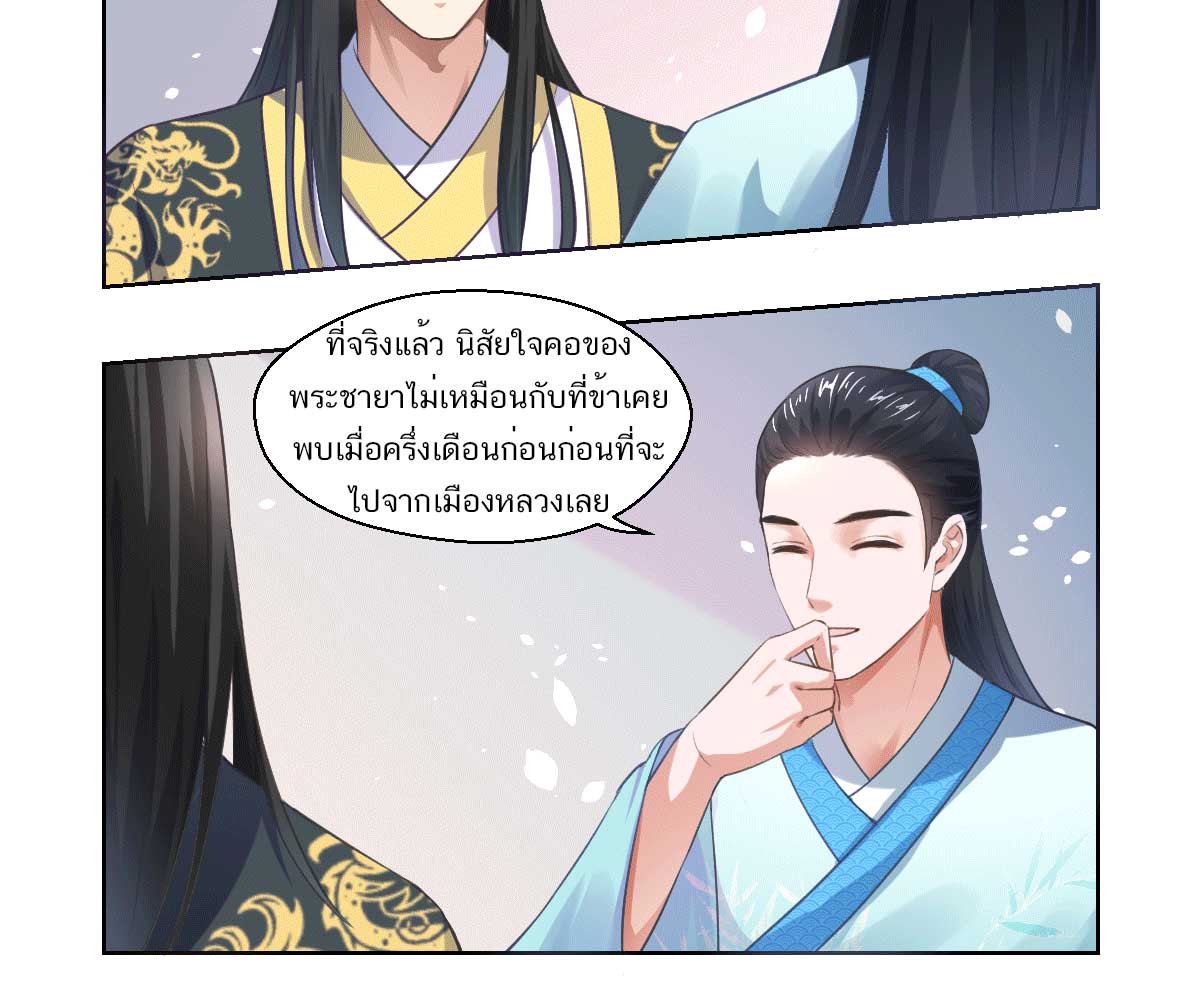 ที่จริงแล้ว นิสัยใจคอของ
พระชายาไม่เหมือนกับที่ข้าเคย
พบเมื่อครึ่งเดือนก่อนก่อนที่จะ
ไปจากเมืองหลวงเลย